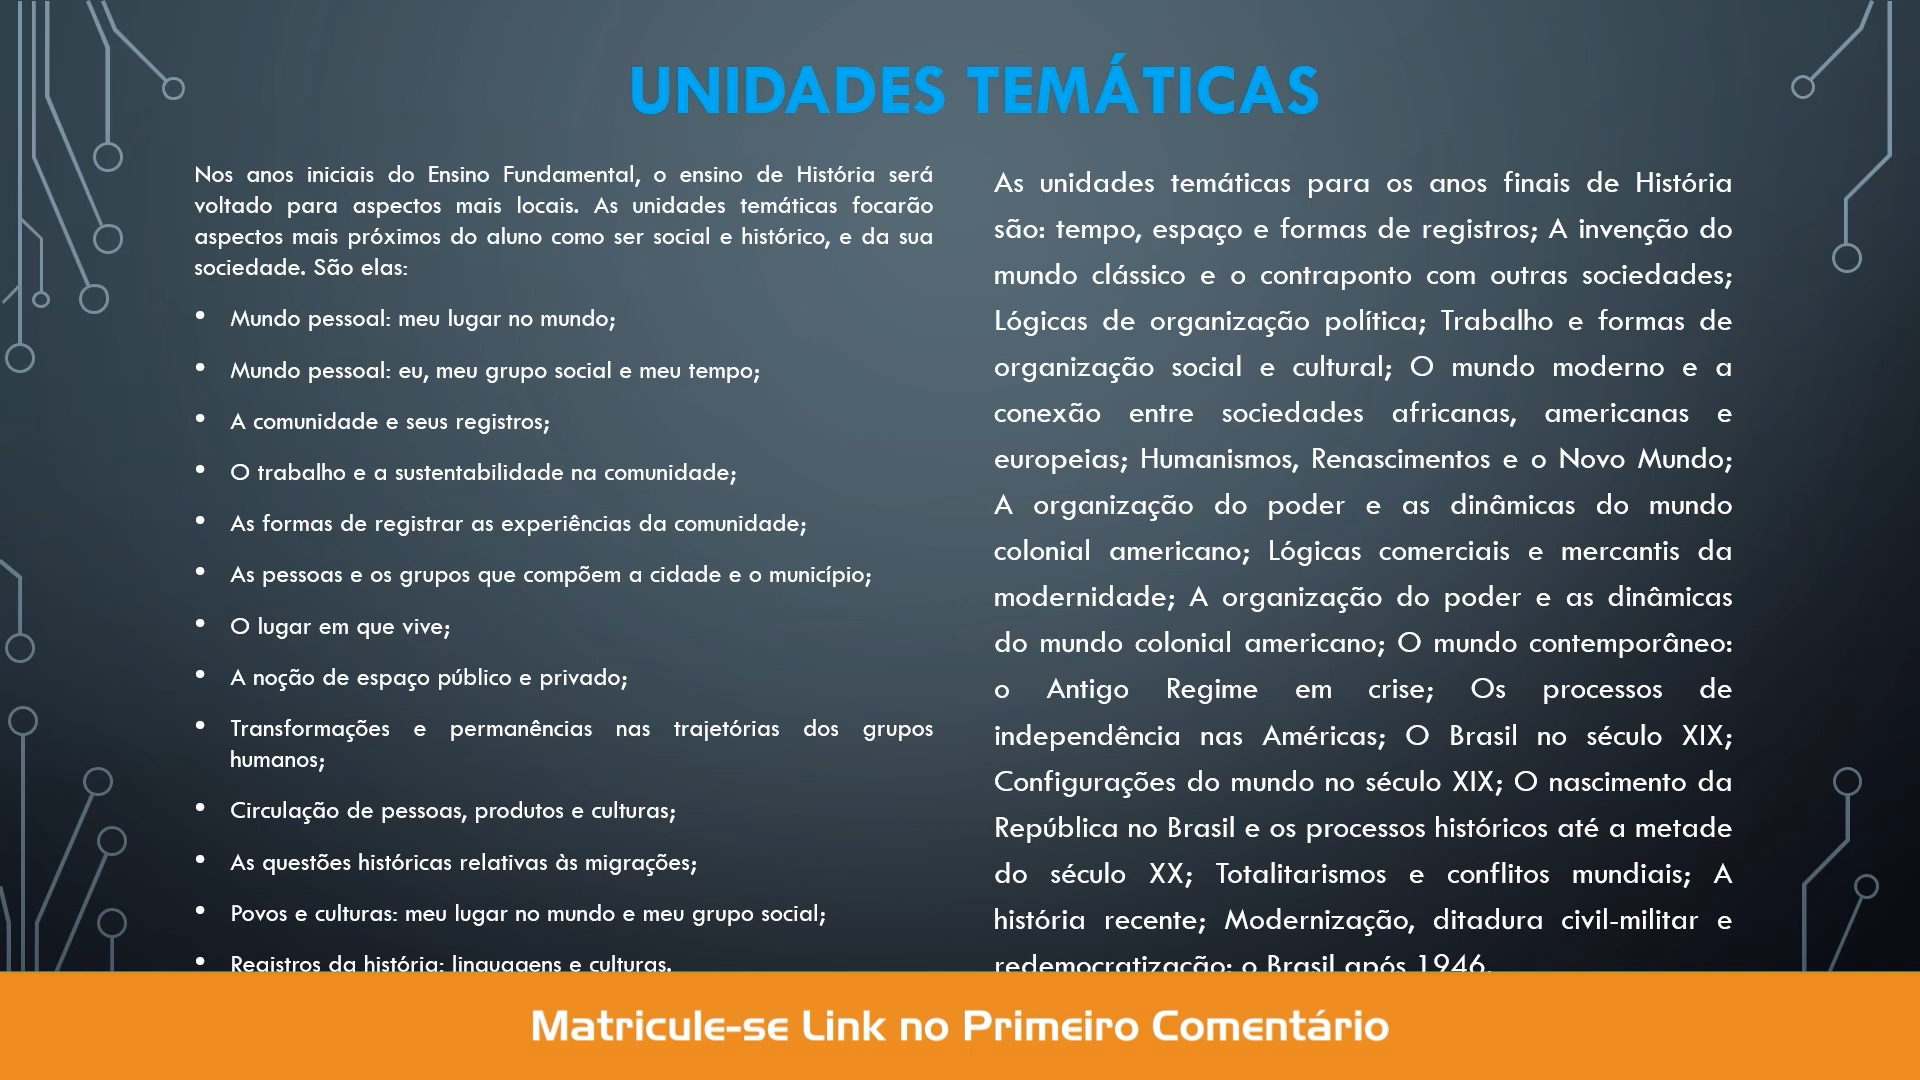 UNIDADES TEMÁTICAS
Nos anos iniciais do Ensino Fundamental, o ensino de História será
voltado para aspectos mais locais. As unidades temáticas focarão
aspectos mais próximos do aluno como ser social e histórico, e da sua
sociedade. São elas:
• Mundo pessoal: meu lugar no mundo;
• Mundo pessoal: eu, meu grupo social e meu tempo;
• A comunidade e seus registros;
• O trabalho e a sustentabilidade na comunidade;
• As formas de registrar as experiências da comunidade;
• As pessoas e os grupos que compõem a cidade e o município;
• O lugar em que vive;
• A noção de espaço público e privado;
• Transformações e permanências nas trajetórias dos grupos
humanos;
• Circulação de pessoas, produtos e culturas;
• As questões históricas relativas às migrações;
• Povos e culturas: meu lugar no mundo e meu grupo social;
• Registros da história: linguagens e culturas.
As unidades temáticas para os anos finais de História
são: tempo, espaço e formas de registros; A invenção do
mundo clássico e o contraponto com outras sociedades;
Lógicas de organização política; Trabalho e formas de
organização social e cultural; O mundo moderno e a
conexão entre sociedades africanas, americanas e
europeias; Humanismos, Renascimentos e o Novo Mundo;
A organização do poder e as dinâmicas do mundo
colonial americano; Lógicas comerciais e mercantis da
modernidade; A organização do poder e as dinâmicas
do mundo colonial americano; O mundo contemporâneo:
o Antigo Regime em crise; Os processos de
independência nas Américas; O Brasil no século XIX;
Configurações do mundo no século XIX; O nascimento da
República no Brasil e os processos históricos até a metade
do século XX; Totalitarismos e conflitos mundiais; A
história recente; Modernização, ditadura civil-militar e
redemocratização: o Brasil após 1946.
Matricule-se Link no Primeiro Comentário